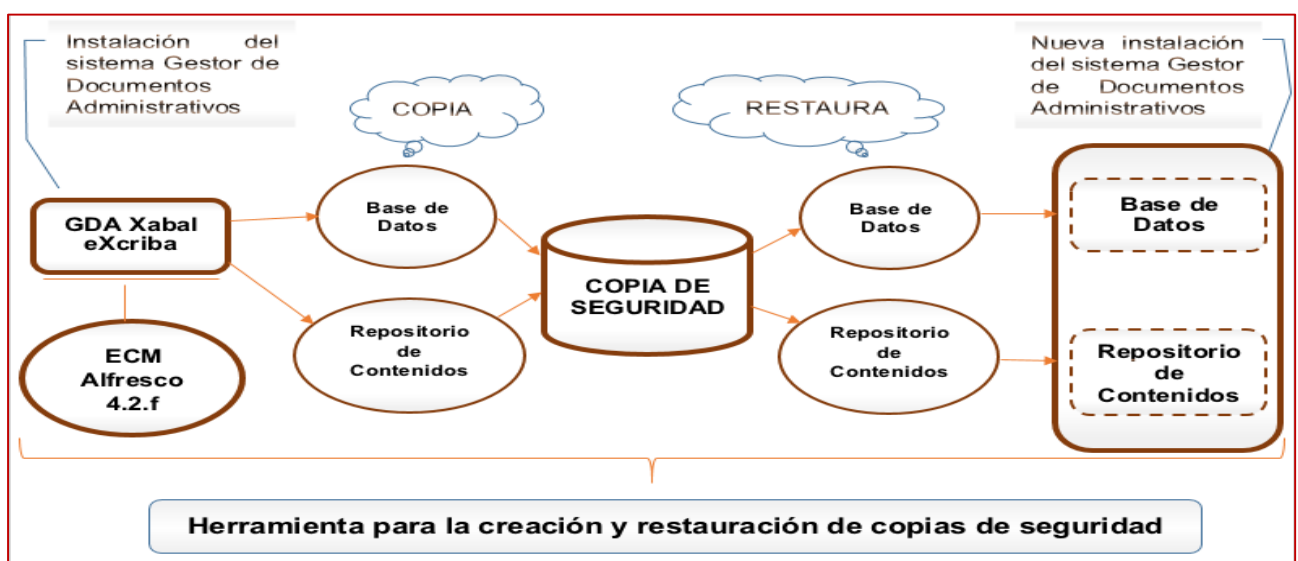 Instalación del
sistema Gestor de
Documentos
Administrativos
COPIA
RESTAURA
Nueva instalación
del sistema Gestor
de Documentos
Administrativos
GDA Xabal
eXcriba
ECM
Alfresco
4.2.f
Base de
Datos
Repositorio
de
Contenidos
COPIA DE
SEGURIDAD
Base de
Datos
Repositorio
de
Contenidos
Base de
Datos
Repositorio
de
Contenidos
Herramienta para la creación y restauración de copias de seguridad